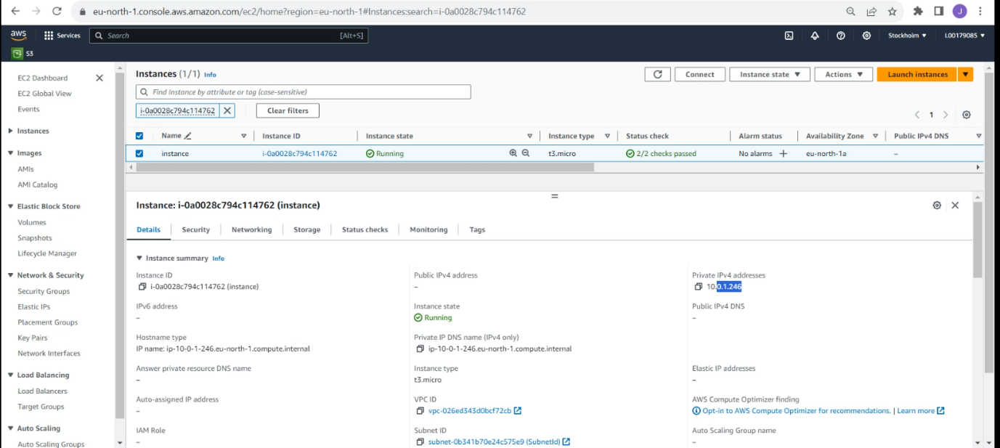 eu-north-1.console.aws.amazon.com/ec2/home?region=eu-north-1#Instances:search=i-0a0028c794c114762
J
aws Services Search [Alt+S] Stockholm L00179085
S3
EC2 Dashboard
EC2 Global View
Events
Instances
Images
AMIs
AMI Catalog
Elastic Block Store
Volumes
Snapshots
Lifecycle Manager
Network & Security
Security Groups
Elastic IPs
Placement Groups
Key Pairs
Network Interfaces
Load Balancing
Load Balancers
Target Groups
Auto Scaling
Auto Scaling Groups
Instances (1/1) Info
Connect Instance state Actions Launch instances
Find Instance by attribute or tag (case-sensitive)
i-0a0028c794c114762 Clear filters
1
Name Instance ID Instance state Instance type Status check Alarm status Availability Zone Public IPv4 DNS
instance i-0a0028c794c114762 Running t3.micro 2/2 checks passed No alarms eu-north-1a –
Instance: i-0a0028c794c114762 (instance)
Details Security Networking Storage Status checks Monitoring Tags
Instance summary Info
Instance ID
i-0a0028c794c114762 (instance)
Public IPv4 address
–
Private IPv4 addresses
10.0.1.246
IPv6 address
–
Instance state
Running
Public IPv4 DNS
–
Hostname type
IP name: ip-10-0-1-246.eu-north-1.compute.internal
Private IP DNS name (IPv4 only)
ip-10-0-1-246.eu-north-1.compute.internal
Answer private resource DNS name
–
Instance type
t3.micro
Elastic IP addresses
–
Auto-assigned IP address
–
VPC ID
vpc-026ed343d0bcf72cb
AWS Compute Optimizer finding
Opt-in to AWS Compute Optimizer for recommendations. | Learn more
IAM Role
–
Subnet ID
subnet-0b341b70e24c575e9 (SubnetId)
Auto Scaling Group name
–